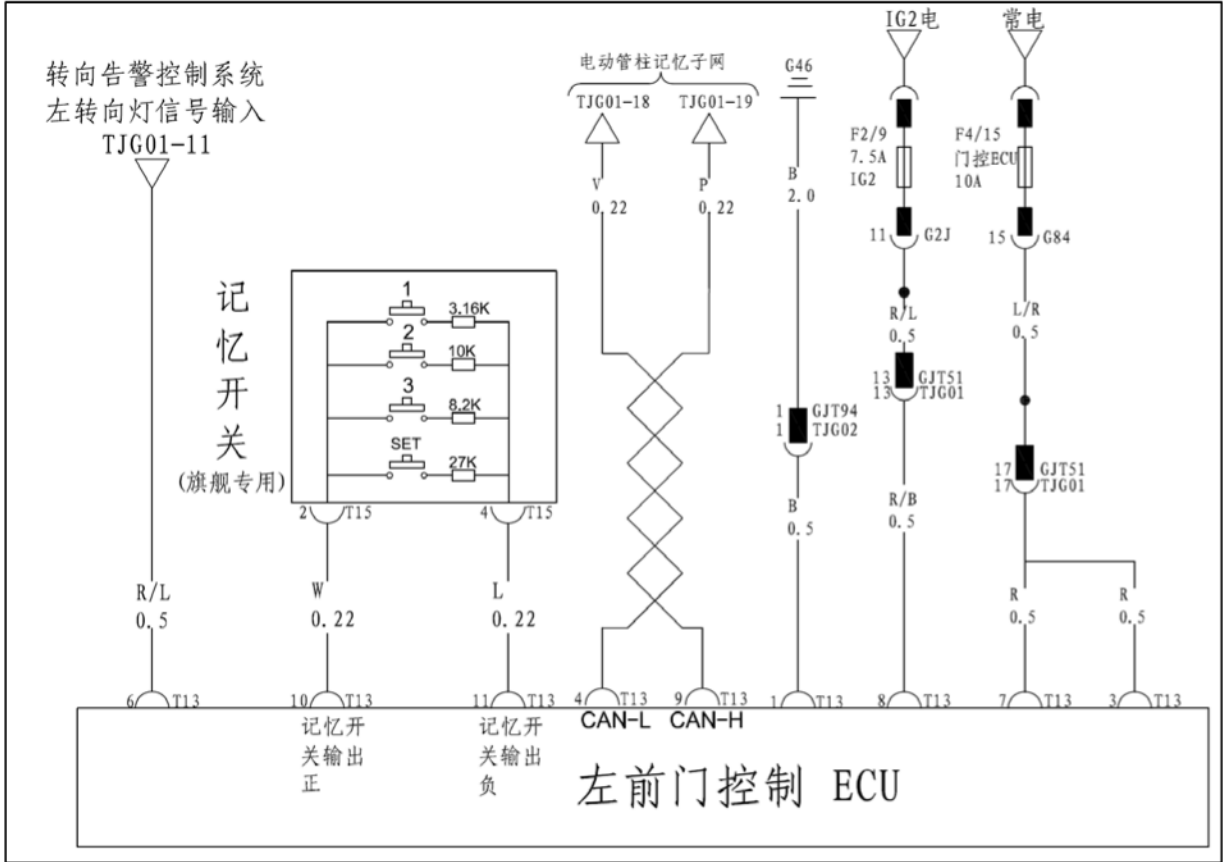 转向告警控制系统
左转向灯信号输入
TJG01-11
电动管柱记忆子网
TJG01-18
TJG01-19
G46
IG2电
常电
F2/9
7.5A
IG2
F4/15
门控ECU
10A
V
0.22
P
0.22
B
2.0
11
G2J
15
G84
记
忆
开
关
(旗舰专用)
1
3.16K
2
10K
3
8.2K
SET
27K
R/L
0.5
L/R
0.5
13
GJT51
13
TJG01
1
GJT94
1
TJG02
17
GJT51
17
TJG01
2
T15
4
T15
B
0.5
R/B
0.5
R/L
0.5
W
0.22
L
0.22
R
0.5
R
0.5
6
T13
10
T13
11
T13
4
T13
9
T13
1
T13
8
T13
7
T13
3
T13
记忆开
关输出
正
记忆开
关输出
负
CAN-L
CAN-H
左前门控制 ECU